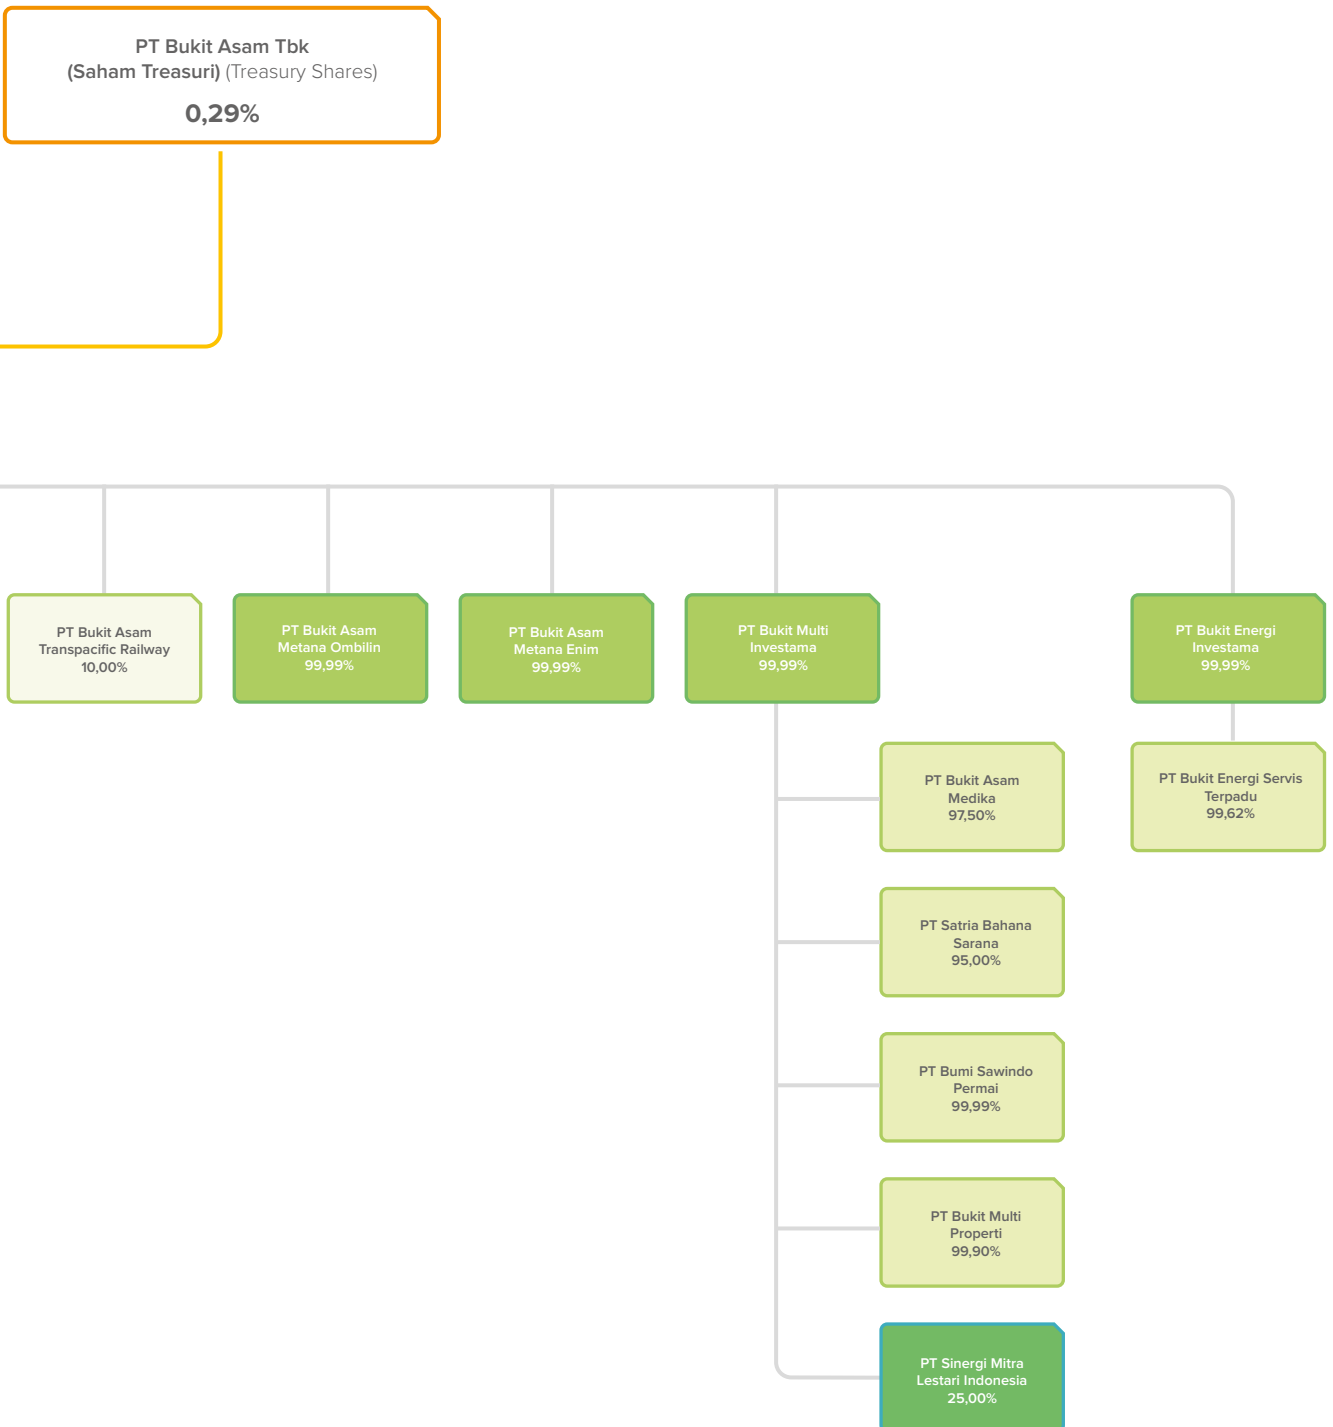 PT Bukit Asam Tbk
(Saham Treasuri) (Treasury Shares)
0,29%
PT Bukit Asam
Transpacific Railway
10,00%
PT Bukit Asam
Metana Ombilin
99,99%
PT Bukit Asam
Metana Enim
99,99%
PT Bukit Multi
Investama
99,99%
PT Bukit Energi
Investama
99,99%
PT Bukit Asam
Medika
97,50%
PT Bukit Energi Servis
Terpadu
99,62%
PT Satria Bahana
Sarana
95,00%
PT Bumi Sawindo
Permai
99,99%
PT Bukit Multi
Properti
99,90%
PT Sinergi Mitra
Lestari Indonesia
25,00%